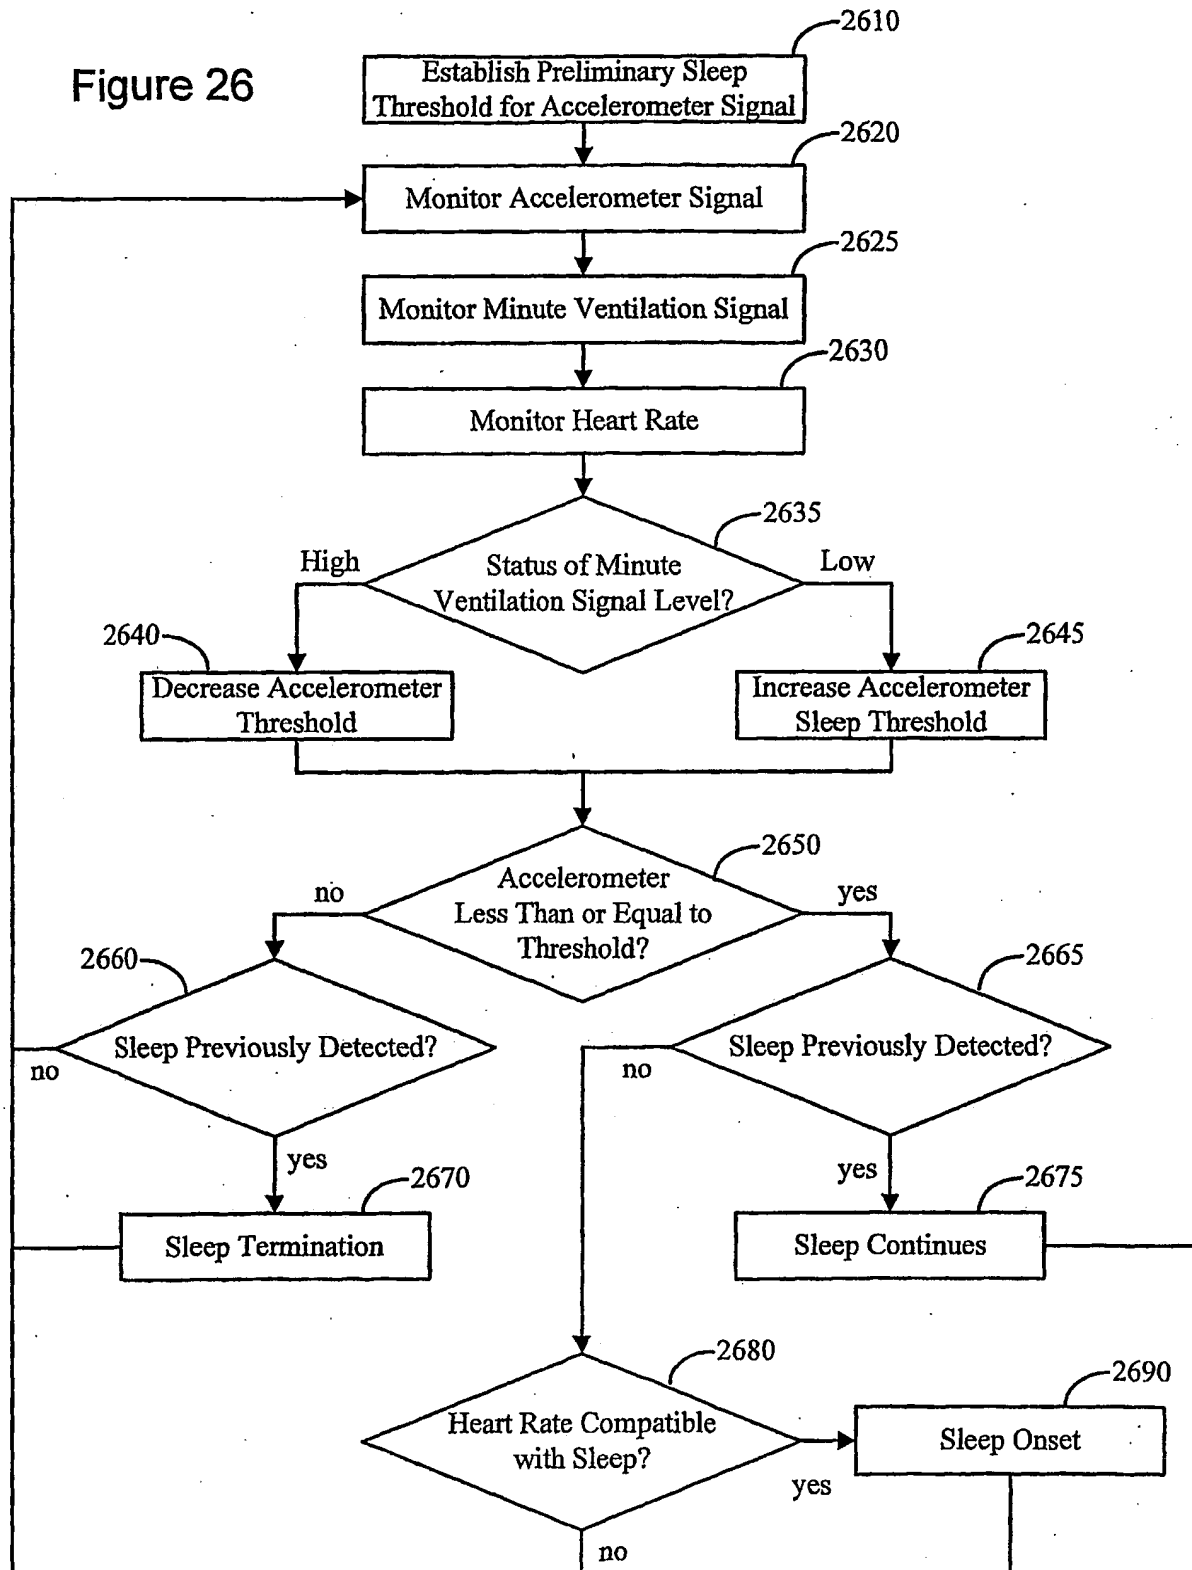 Figure 26
2610
Establish Preliminary Sleep
Threshold for Accelerometer Signal
2620
Monitor Accelerometer Signal
2625
Monitor Minute Ventilation Signal
2630
Monitor Heart Rate
2635
Status of Minute
Ventilation Signal Level?
High
Low
2640
Decrease Accelerometer
Threshold
2645
Increase Accelerometer
Sleep Threshold
2650
Accelerometer
Less Than or Equal to
Threshold?
no
yes
2660
Sleep Previously Detected?
no
yes
2665
Sleep Previously Detected?
no
yes
2670
Sleep Termination
2675
Sleep Continues
2680
Heart Rate Compatible
with Sleep?
yes
no
2690
Sleep Onset